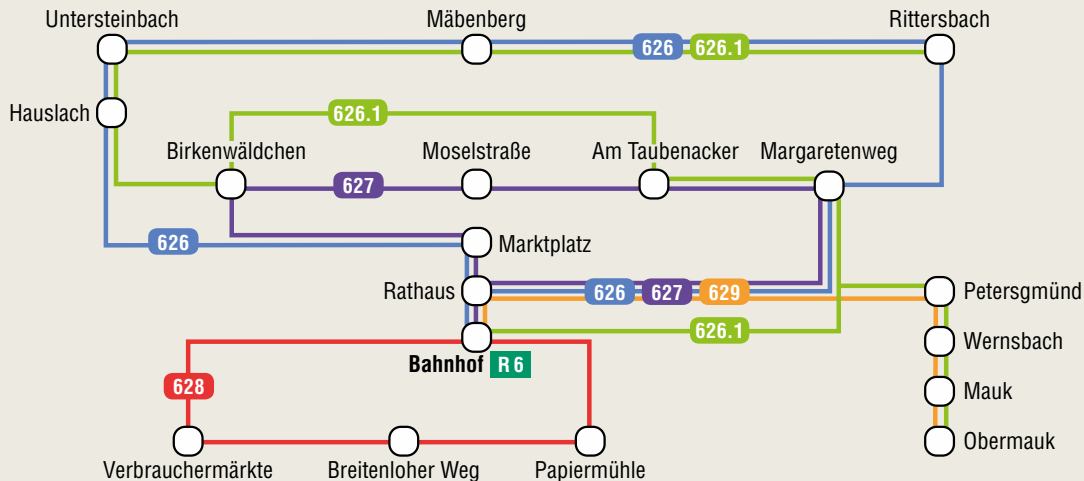 Untersteinbach
Mäbenberg
Rittersbach
626
626.1
Hauslach
626.1
Birkenwäldchen
Moselstraße
Am Taubenacker
Margaretenweg
627
626
Marktplatz
Rathaus
626
627
629
Petersgmünd
626.1
Wernsbach
Bahnhof
R 6
628
Mauk
Obermauk
Verbrauchermärkte
Breitenloher Weg
Papiermühle